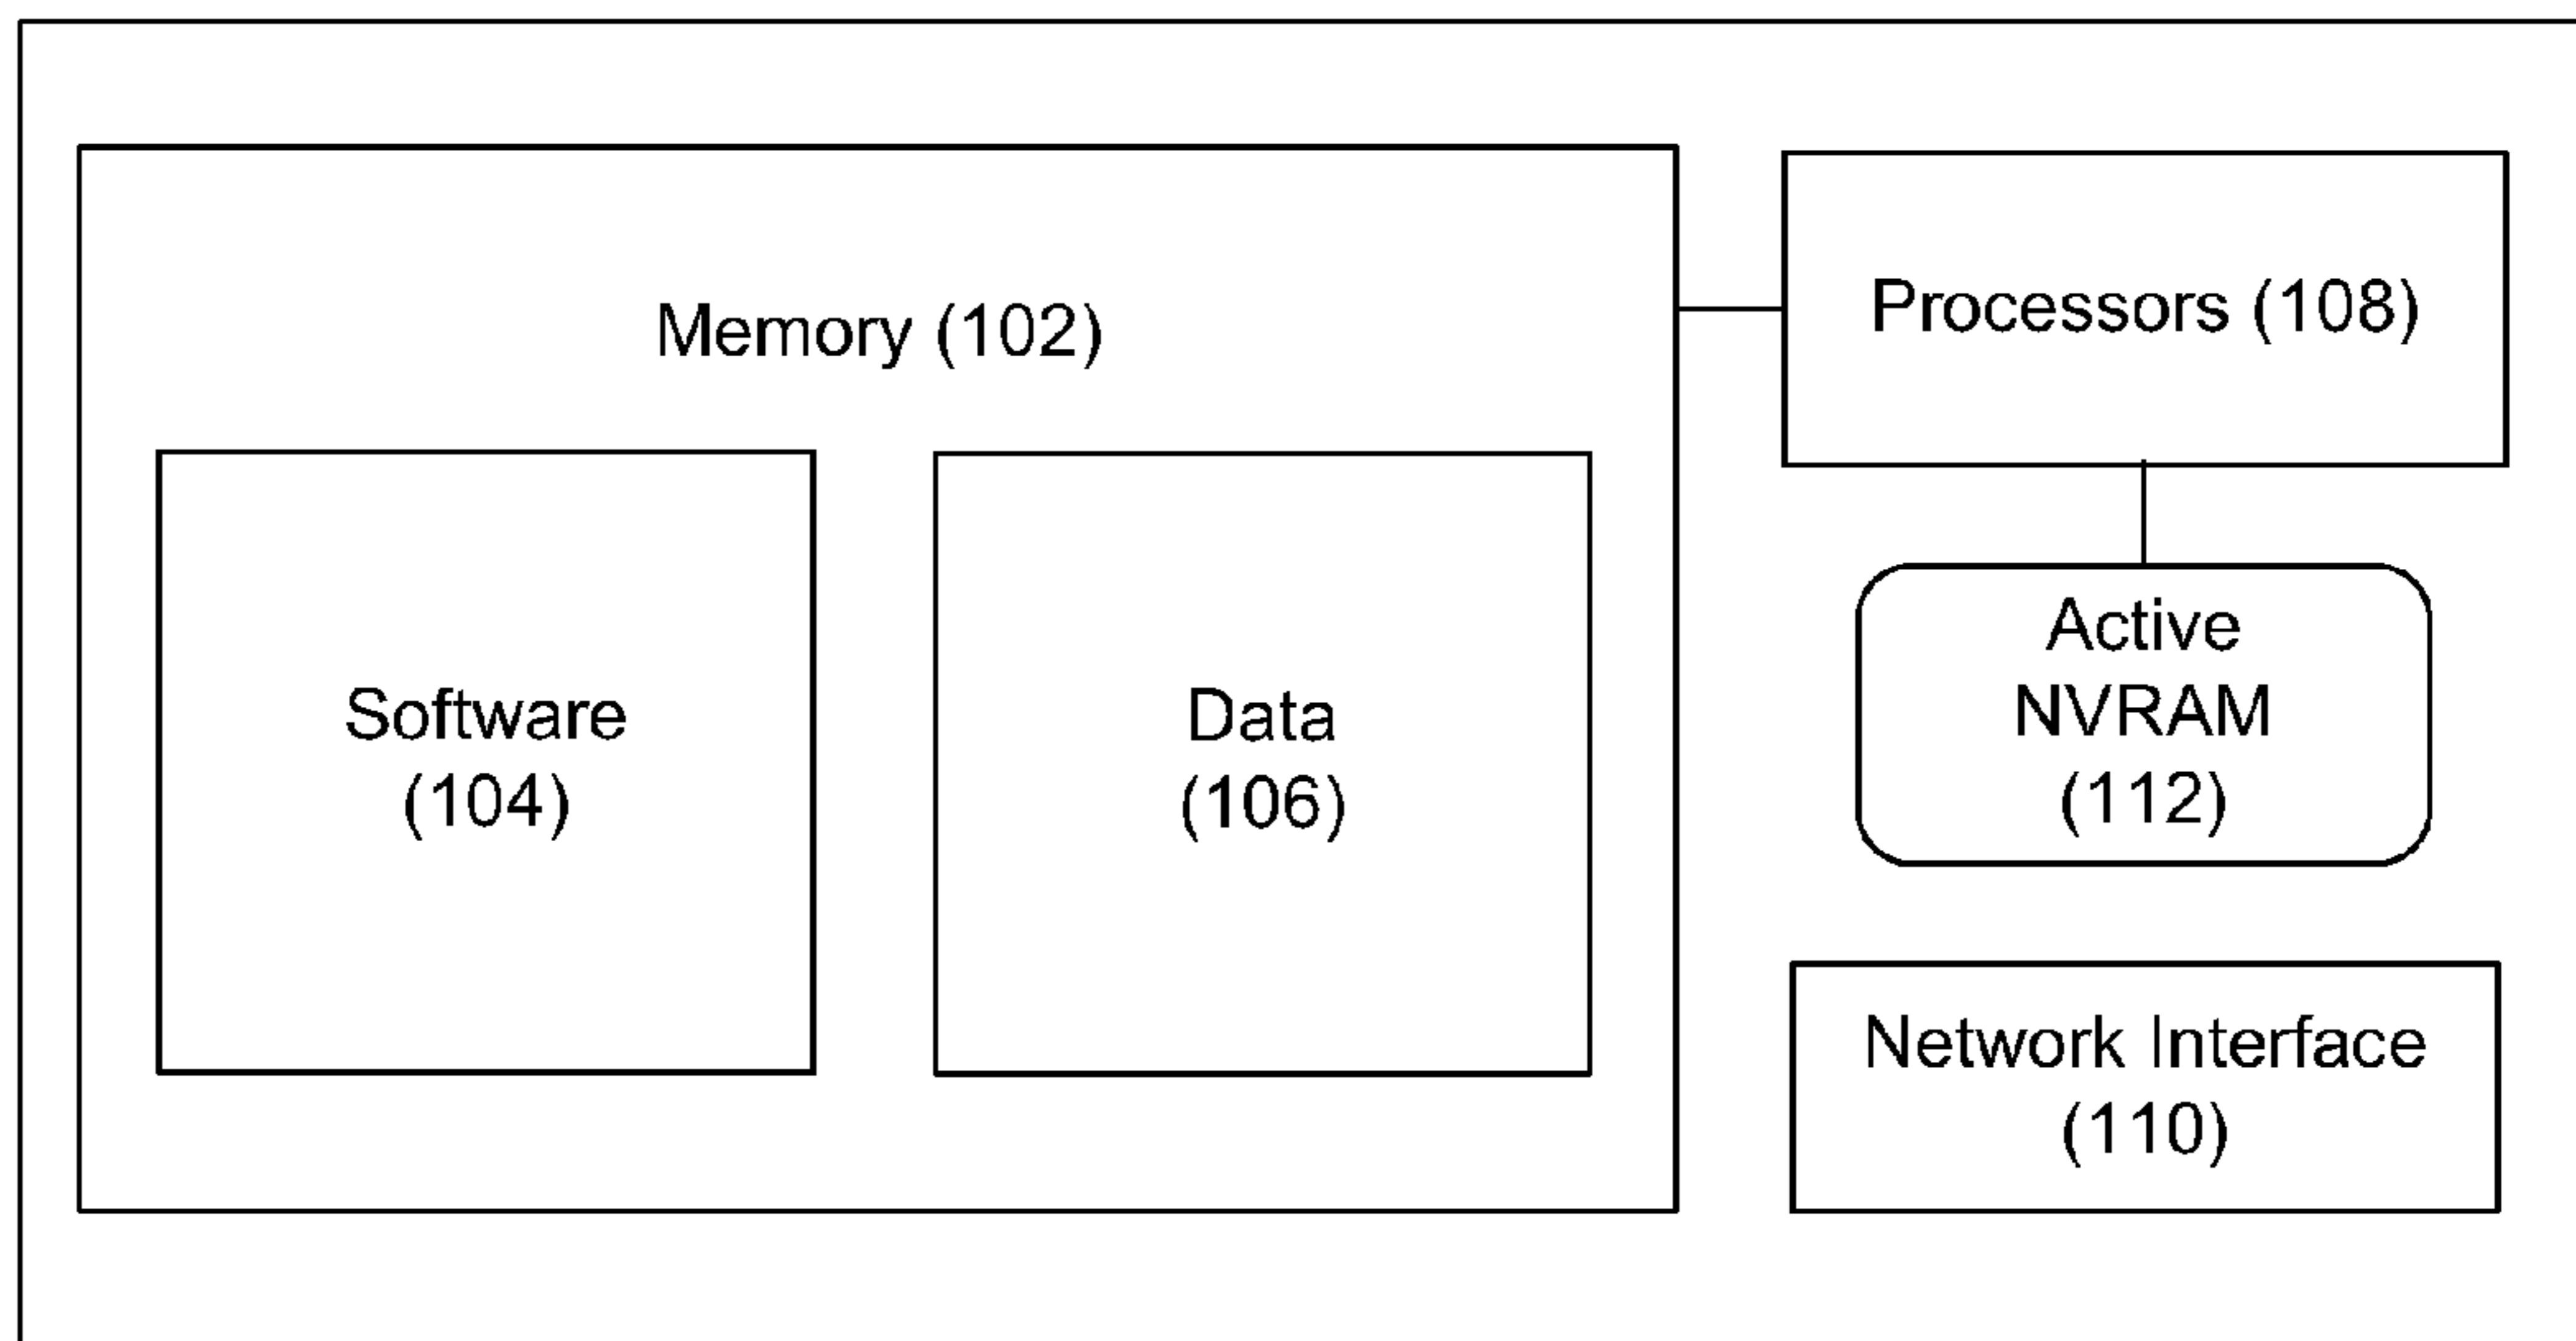 Memory (102)
Software
(104)
Data
(106)
Processors (108)
Active
NVRAM
(112)
Network Interface
(110)